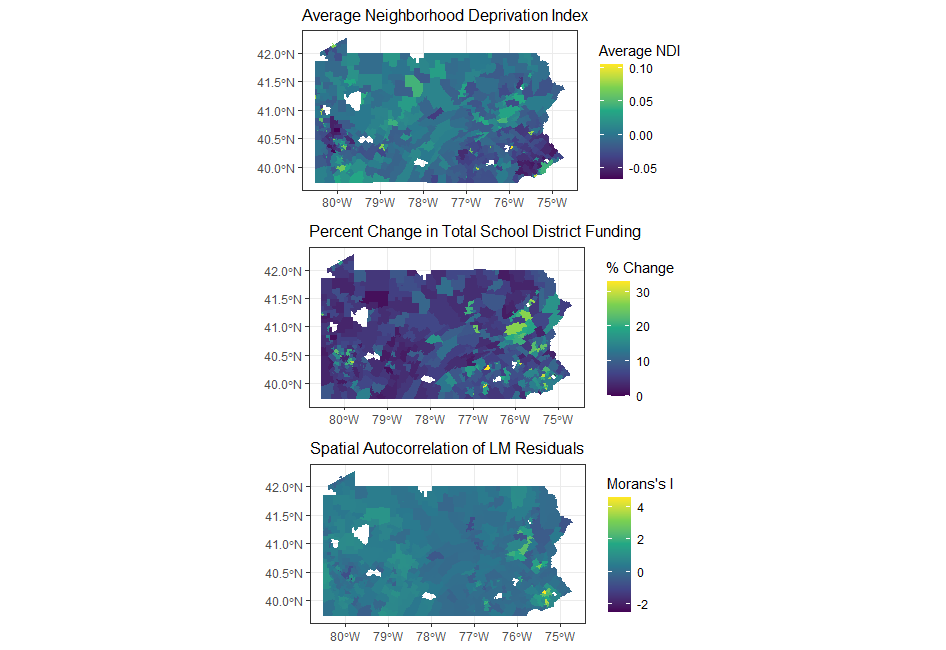 Average Neighborhood Deprivation Index
42.0°N
41.5°N
41.0°N
40.5°N
40.0°N
80°W 79°W 78°W 77°W 76°W 75°W
Average NDI
0.10
0.05
0.00
-0.05
Percent Change in Total School District Funding
42.0°N
41.5°N
41.0°N
40.5°N
40.0°N
80°W 79°W 78°W 77°W 76°W 75°W
% Change
30
20
10
0
Spatial Autocorrelation of LM Residuals
42.0°N
41.5°N
41.0°N
40.5°N
40.0°N
80°W 79°W 78°W 77°W 76°W 75°W
Morans's I
4
2
0
-2